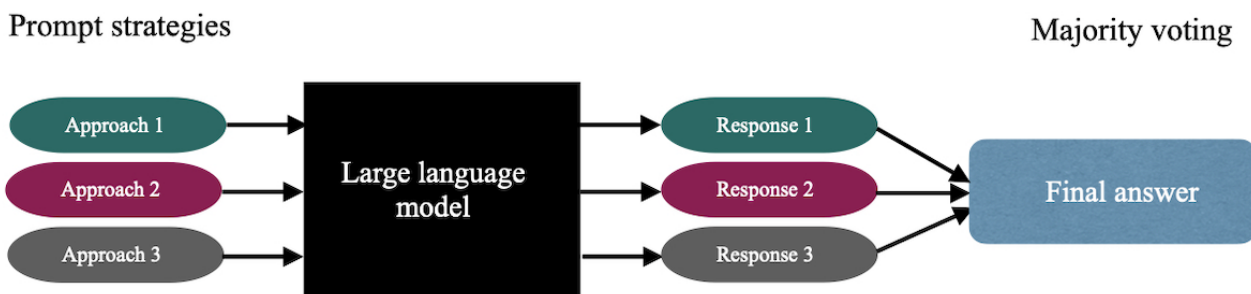 Prompt strategies
Majority voting
Approach 1
Response 1
Approach 2
Large language
model
Response 2
Final answer
Approach 3
Response 3